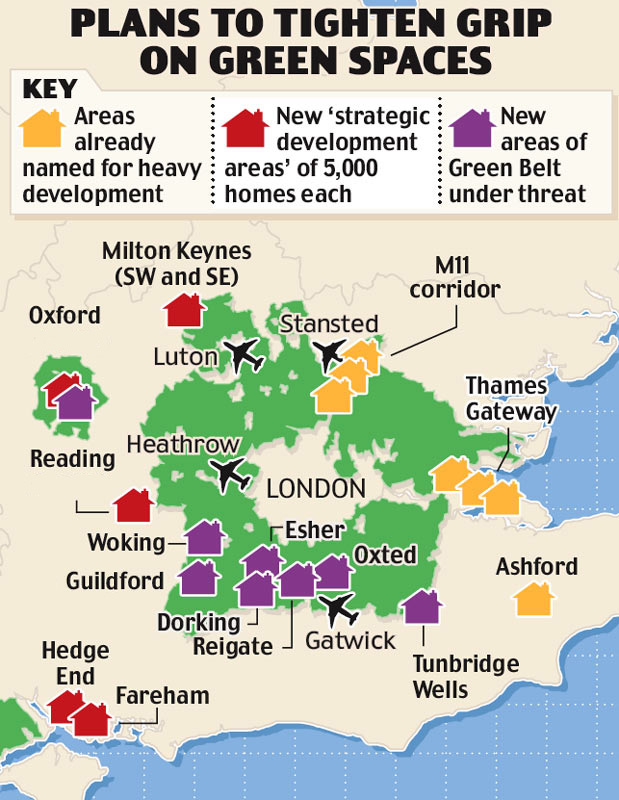 PLANS TO TIGHTEN GRIP
ON GREEN SPACES
KEY
Areas
already
named for heavy
development
New ‘strategic
development
areas’ of 5,000
homes each
New
areas of
Green Belt
under threat
Milton Keynes
(SW and SE)
M11
corridor
Oxford
Stansted
Luton
Thames
Gateway
Heathrow
Reading
LONDON
Woking
Esher
Oxted
Guildford
Ashford
Dorking
Reigate
Gatwick
Tunbridge
Wells
Hedge
End
Fareham